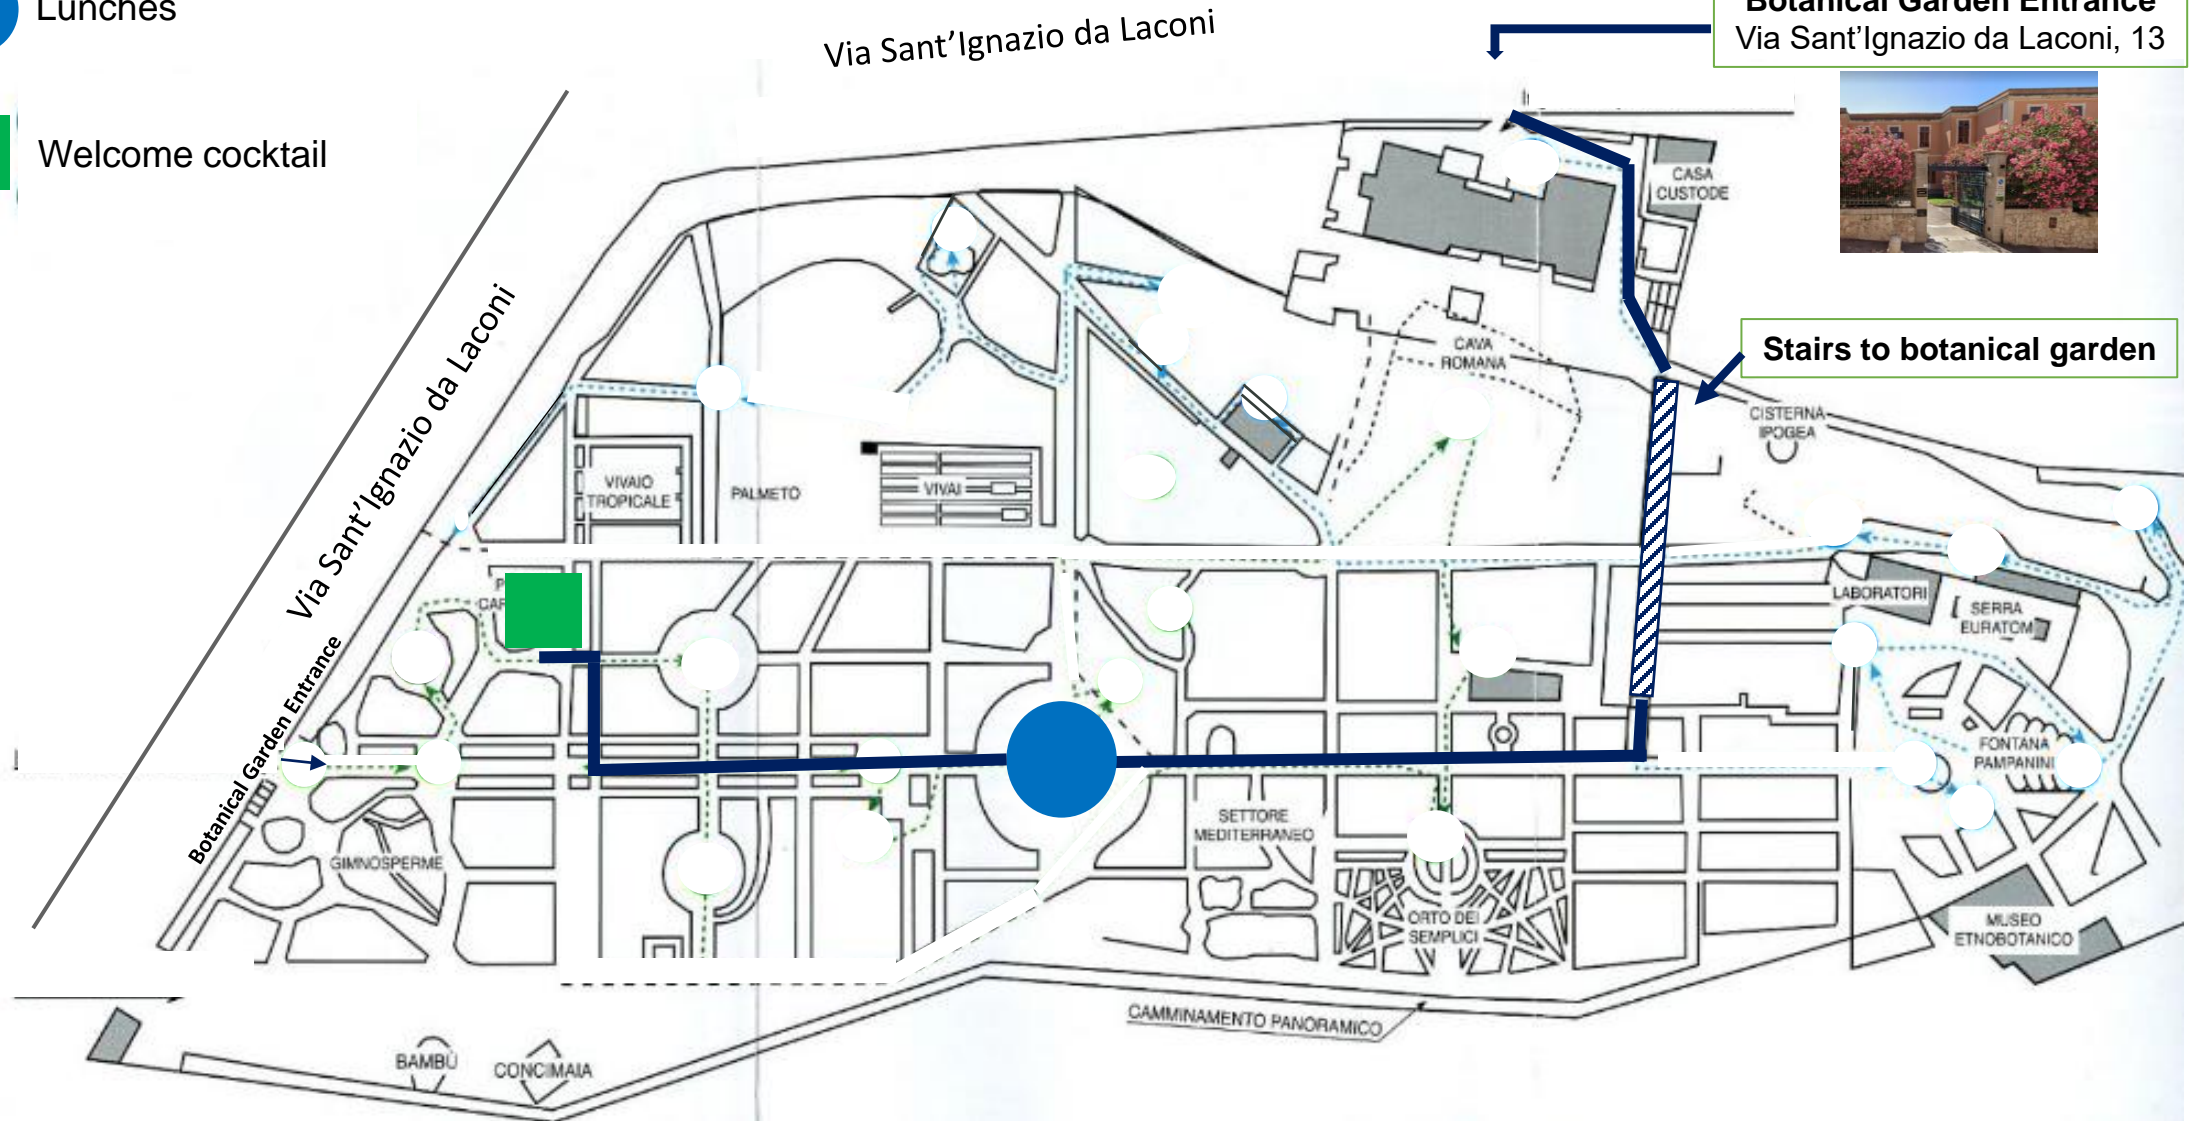 Lunches
Welcome cocktail
Via Sant'Ignazio da Laconi
Botanical Garden Entrance
Via Sant'Ignazio da Laconi, 13
CASA
CUSTODE
Stairs to botanical garden
CAVA
ROMANA
CISTERNA
IPOGEA
Via Sant'Ignazio da Laconi
VIVAIO
TROPICALE
PALMETO
VIVAI
LABORATORI
SERRA
EURATOM
Botanical Garden Entrance
FONTANA
PAMPANINI
SETTORE
MEDITERRANEO
GIMNOSPERME
ORTO DEI
SEMPLICI
MUSEO
ETNOBOTANICO
CAMMINAMENTO PANORAMICO
BAMBÙ
CONCIMAIA